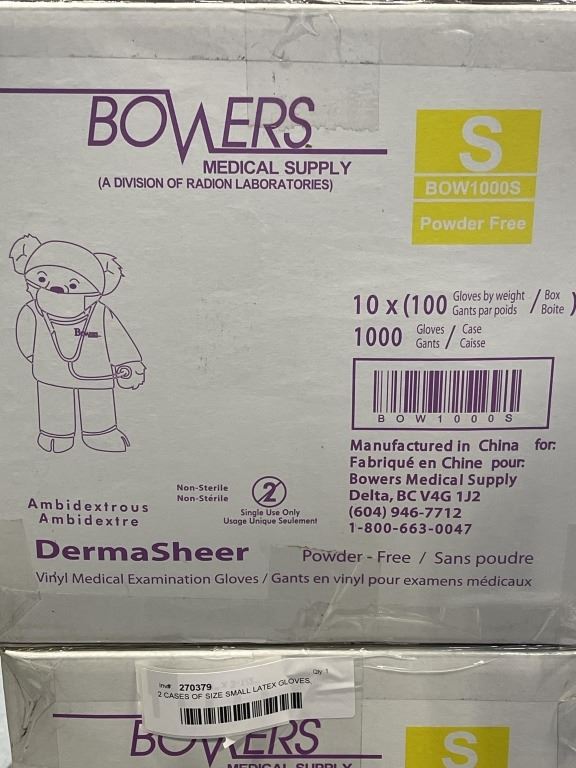 BOWERS
MEDICAL SUPPLY
(A DIVISION OF RADION LABORATORIES)
S
BOW1000S
Powder Free
Bowers
10 x (100 Gloves by weight / Box )
Gants par poids / Boite
1000 Gloves / Case
Gants / Caisse
BOW1000S
Manufactured in China for:
Fabriqué en Chine pour:
Bowers Medical Supply
Delta, BC V4G 1J2
(604) 946-7712
1-800-663-0047
Non-Sterile
Non-Stérile
2
Single Use Only
Usage Unique Seulement
Ambidextrous
Ambidextre
DermaSheer
Powder - Free / Sans poudre
Vinyl Medical Examination Gloves / Gants en vinyl pour examens médicaux
Inv# 270379
Qty 1
2 CASES OF SIZE SMALL LATEX GLOVES,
BOWERS
MEDICAL SUPPLY
S